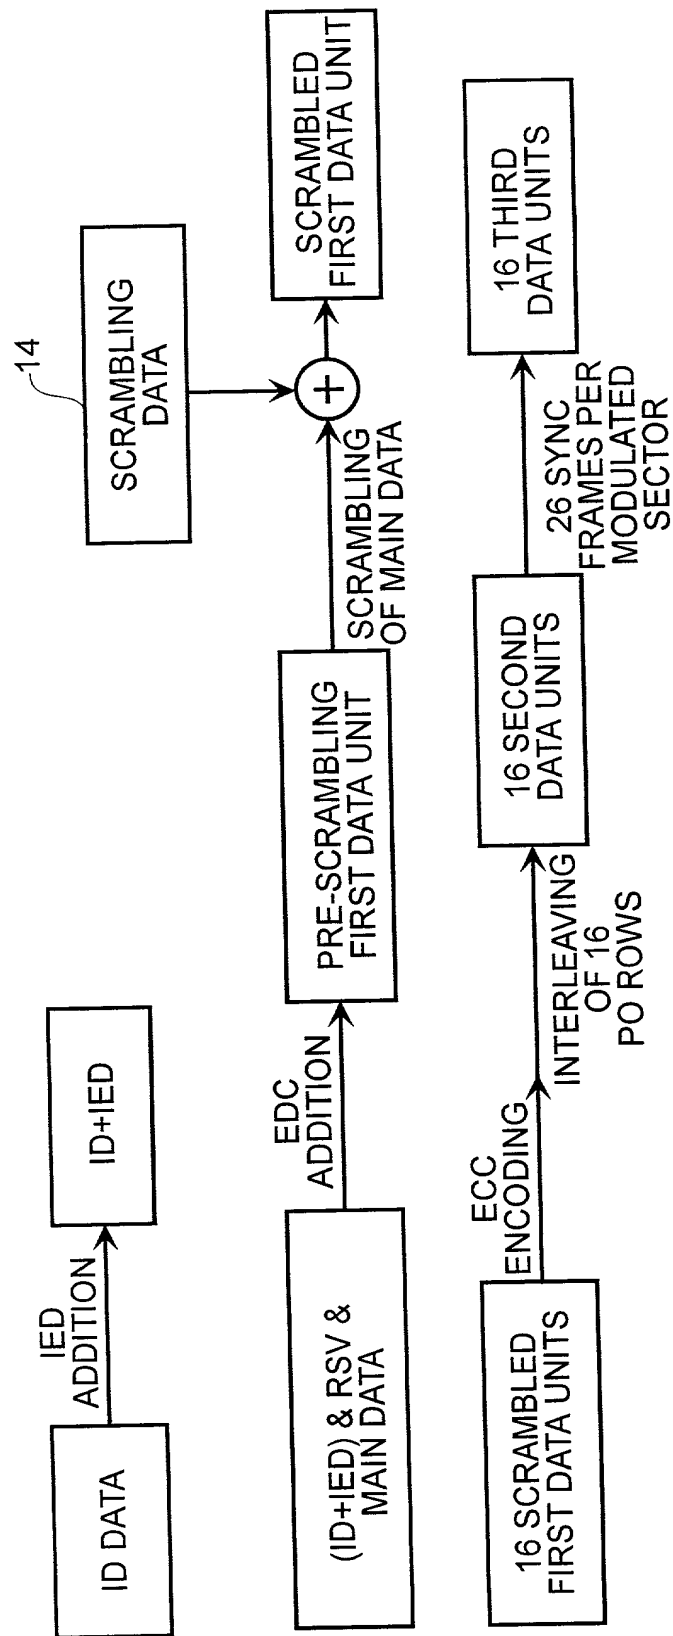 ID DATA
IED
ADDITION
ID+IED
14
SCRAMBLING
DATA
(ID+IED) & RSV &
MAIN DATA
EDC
ADDITION
PRE-SCRAMBLING
FIRST DATA UNIT
SCRAMBLING
OF MAIN DATA
+
SCRAMBLED
FIRST DATA UNIT
16 SCRAMBLED
FIRST DATA UNITS
ECC
ENCODING
INTERLEAVING
OF 16
PO ROWS
16 SECOND
DATA UNITS
26 SYNC
FRAMES PER
MODULATED
SECTOR
16 THIRD
DATA UNITS